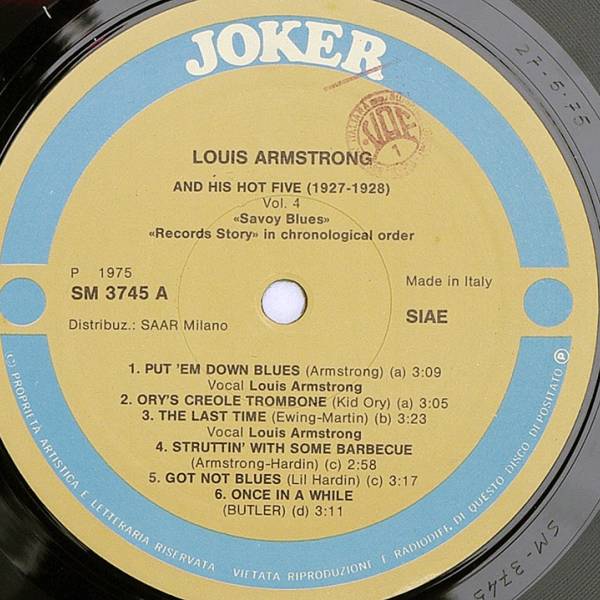 JOKER
27-6-75
LOUIS ARMSTRONG
AND HIS HOT FIVE (1927-1928)
Vol. 4
«Savoy Blues»
«Records Story» in chronological order
P 1975
SM 3745 A
Made in Italy
Distribuz.: SAAR Milano
SIAE
1. PUT 'EM DOWN BLUES (Armstrong) (a) 3:09
Vocal Louis Armstrong
2. ORY'S CREOLE TROMBONE (Kid Ory) (a) 3:05
3. THE LAST TIME (Ewing-Martin) (b) 3:23
Vocal Louis Armstrong
4. STRUTTIN' WITH SOME BARBECUE
(Armstrong-Hardin) (c) 2:58
5. GOT NOT BLUES (Lil Hardin) (c) 3:17
6. ONCE IN A WHILE
(BUTLER) (d) 3:11
(C) PROPRIETÀ ARTISTICA E LETTERARIA RISERVATA VIETATA RIPRODUZIONE E RADIODIFF. DI QUESTO DISCO DEPOSITATO Ⓟ
SM-3745